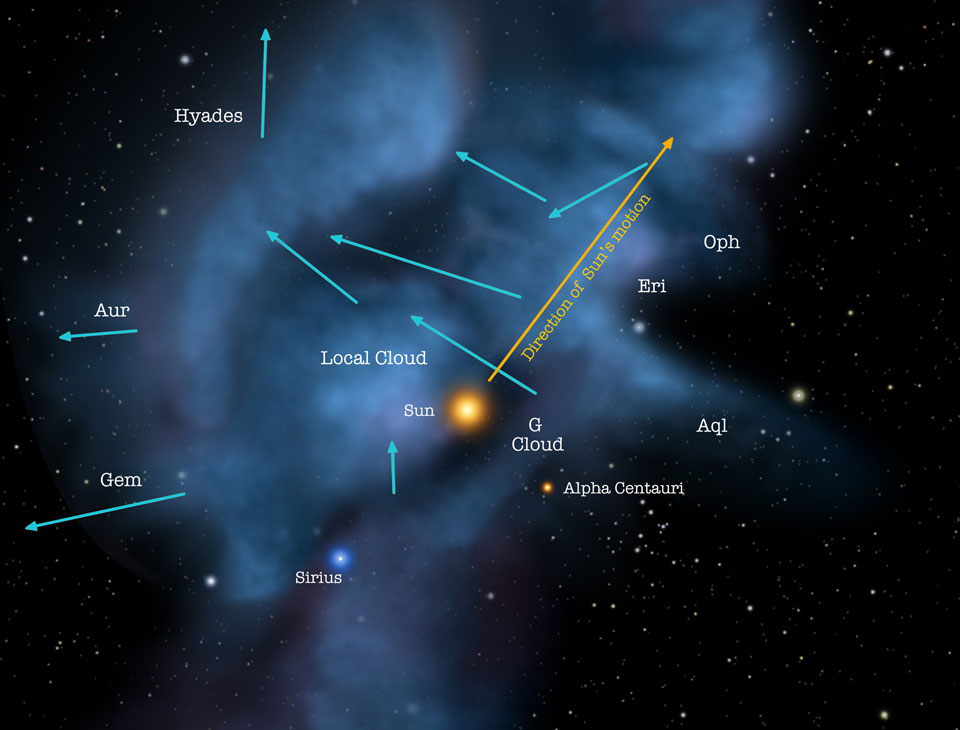 Hyades
Direction of Sun's motion
Oph
Eri
Aur
Local Cloud
Sun
G
Cloud
Aql
Gem
Alpha Centauri
Sirius